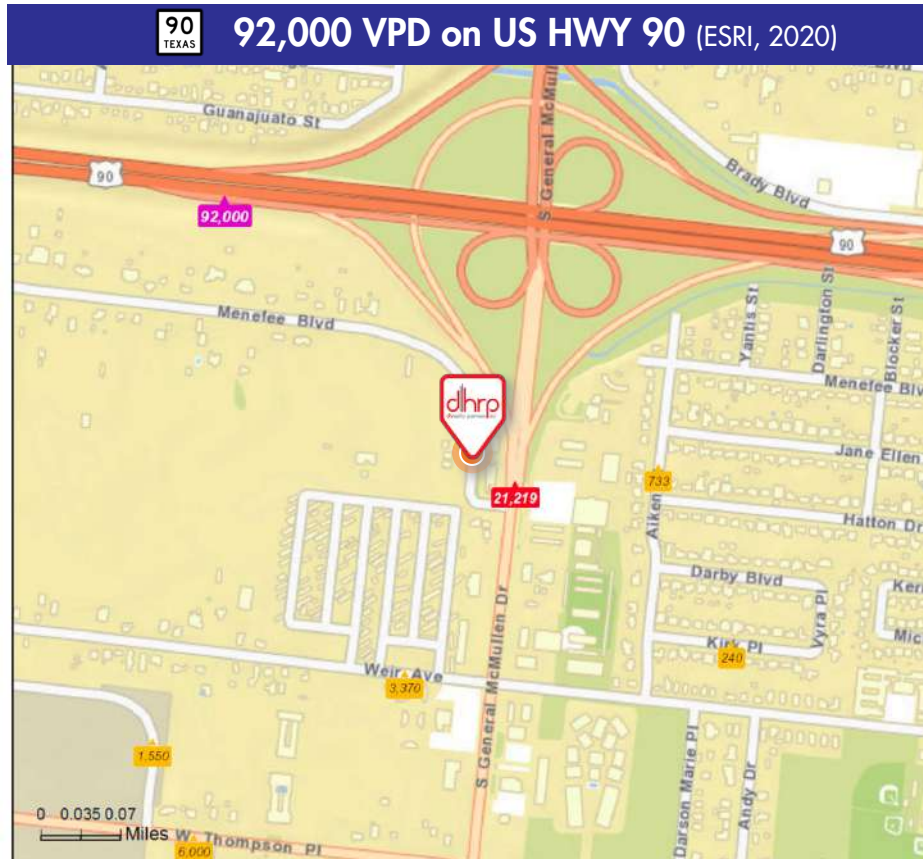 90
TEXAS
92,000 VPD on US HWY 90 (ESRI, 2020)
Guanajuato St
S General McMull
Brady Blvd
90
92,000
90
Menefee Blvd
Yantis St
Darlington St
Blocker St
Menefee Blv
dlhrp
Jane Ellen
733
21,219
Aiken
Hatton Dr
Darby Blvd
Vyra Pl
Ker
S General McMullen Dr
Kirk Pl
240
Mic
Weir Ave
3,370
1,550
Darson Marie Pl
Andy Dr
0 0.035 0.07
Miles
W Thompson Pl
6,000